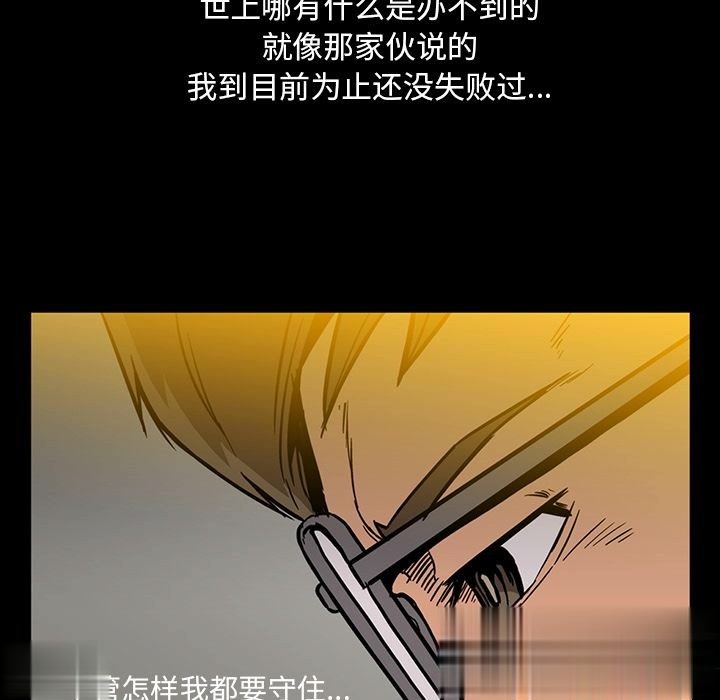 世上哪有什么是办不到的
就像那家伙说的
我到目前为止还没失败过...
管怎样我都要守住...